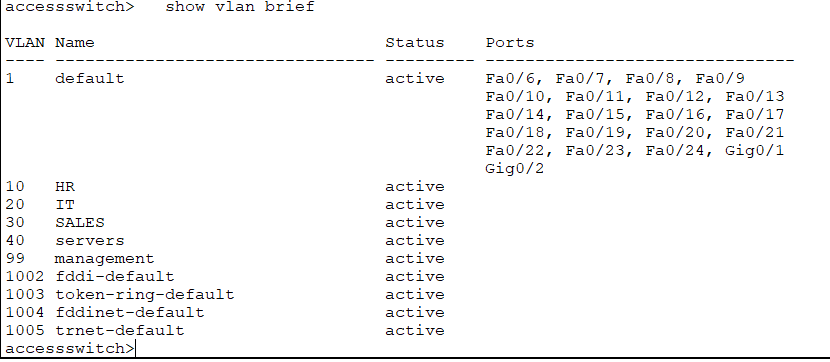 accessswitch>   show vlan brief
VLAN Name                             Status    Ports
---- -------------------------------- --------- -------------------------------
1    default                          active    Fa0/6, Fa0/7, Fa0/8, Fa0/9
                                                Fa0/10, Fa0/11, Fa0/12, Fa0/13
                                                Fa0/14, Fa0/15, Fa0/16, Fa0/17
                                                Fa0/18, Fa0/19, Fa0/20, Fa0/21
                                                Fa0/22, Fa0/23, Fa0/24, Gig0/1
                                                Gig0/2
10   HR                               active
20   IT                               active
30   SALES                            active
40   servers                          active
99   management                       active
1002 fddi-default                     active
1003 token-ring-default               active
1004 fddinet-default                  active
1005 trnet-default                    active
accessswitch>